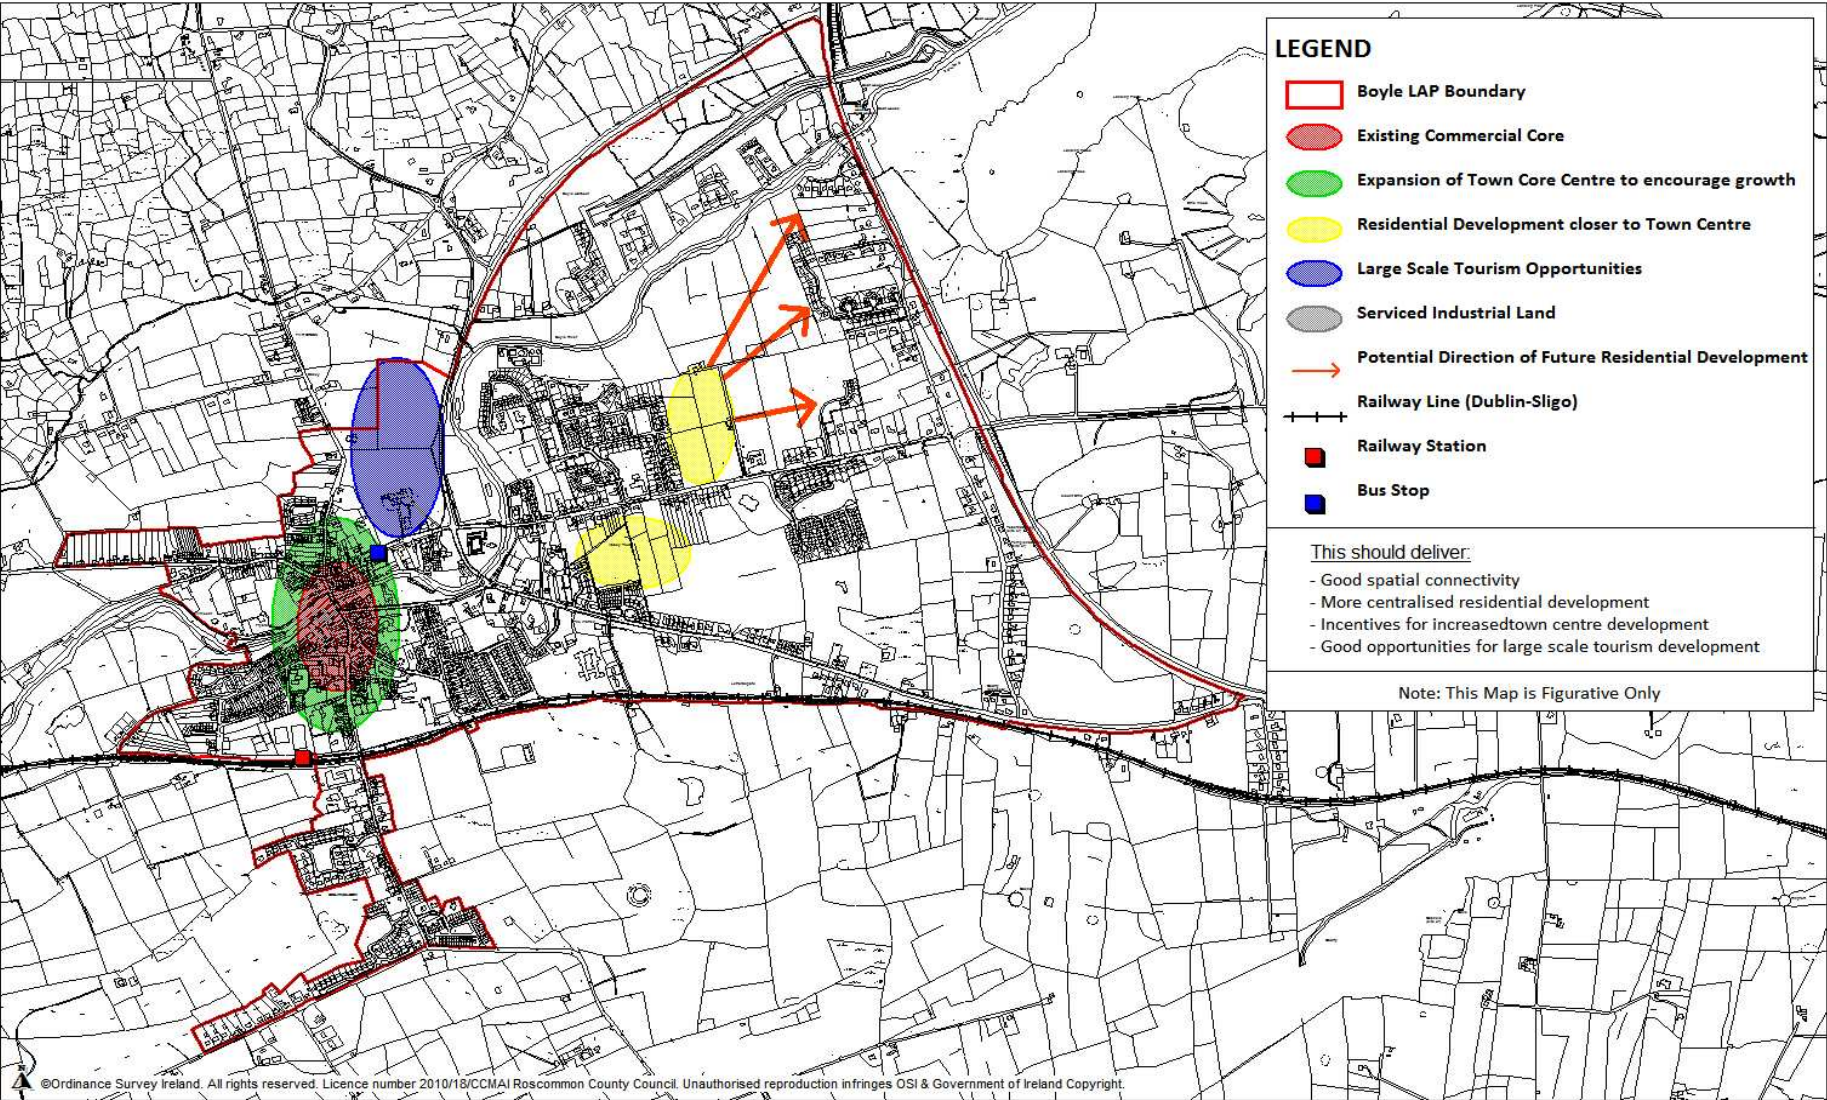 LEGEND
Boyle LAP Boundary
Existing Commercial Core
Expansion of Town Core Centre to encourage growth
Residential Development closer to Town Centre
Large Scale Tourism Opportunities
Serviced Industrial Land
Potential Direction of Future Residential Development
Railway Line (Dublin-Sligo)
Railway Station
Bus Stop
This should deliver:
- Good spatial connectivity
- More centralised residential development
- Incentives for increasedtown centre development
- Good opportunities for large scale tourism development
Note: This Map is Figurative Only
N
©Ordinance Survey Ireland. All rights reserved. Licence number 2010/18/CCMAI Roscommon County Council. Unauthorised reproduction infringes OSI & Government of Ireland Copyright.